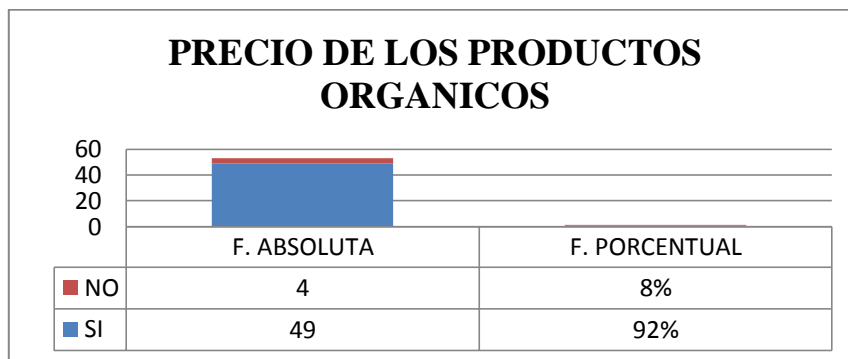 PRECIO DE LOS PRODUCTOS
ORGANICOS
60
40
20
0
F. ABSOLUTA F. PORCENTUAL
NO 4 8%
SI 49 92%